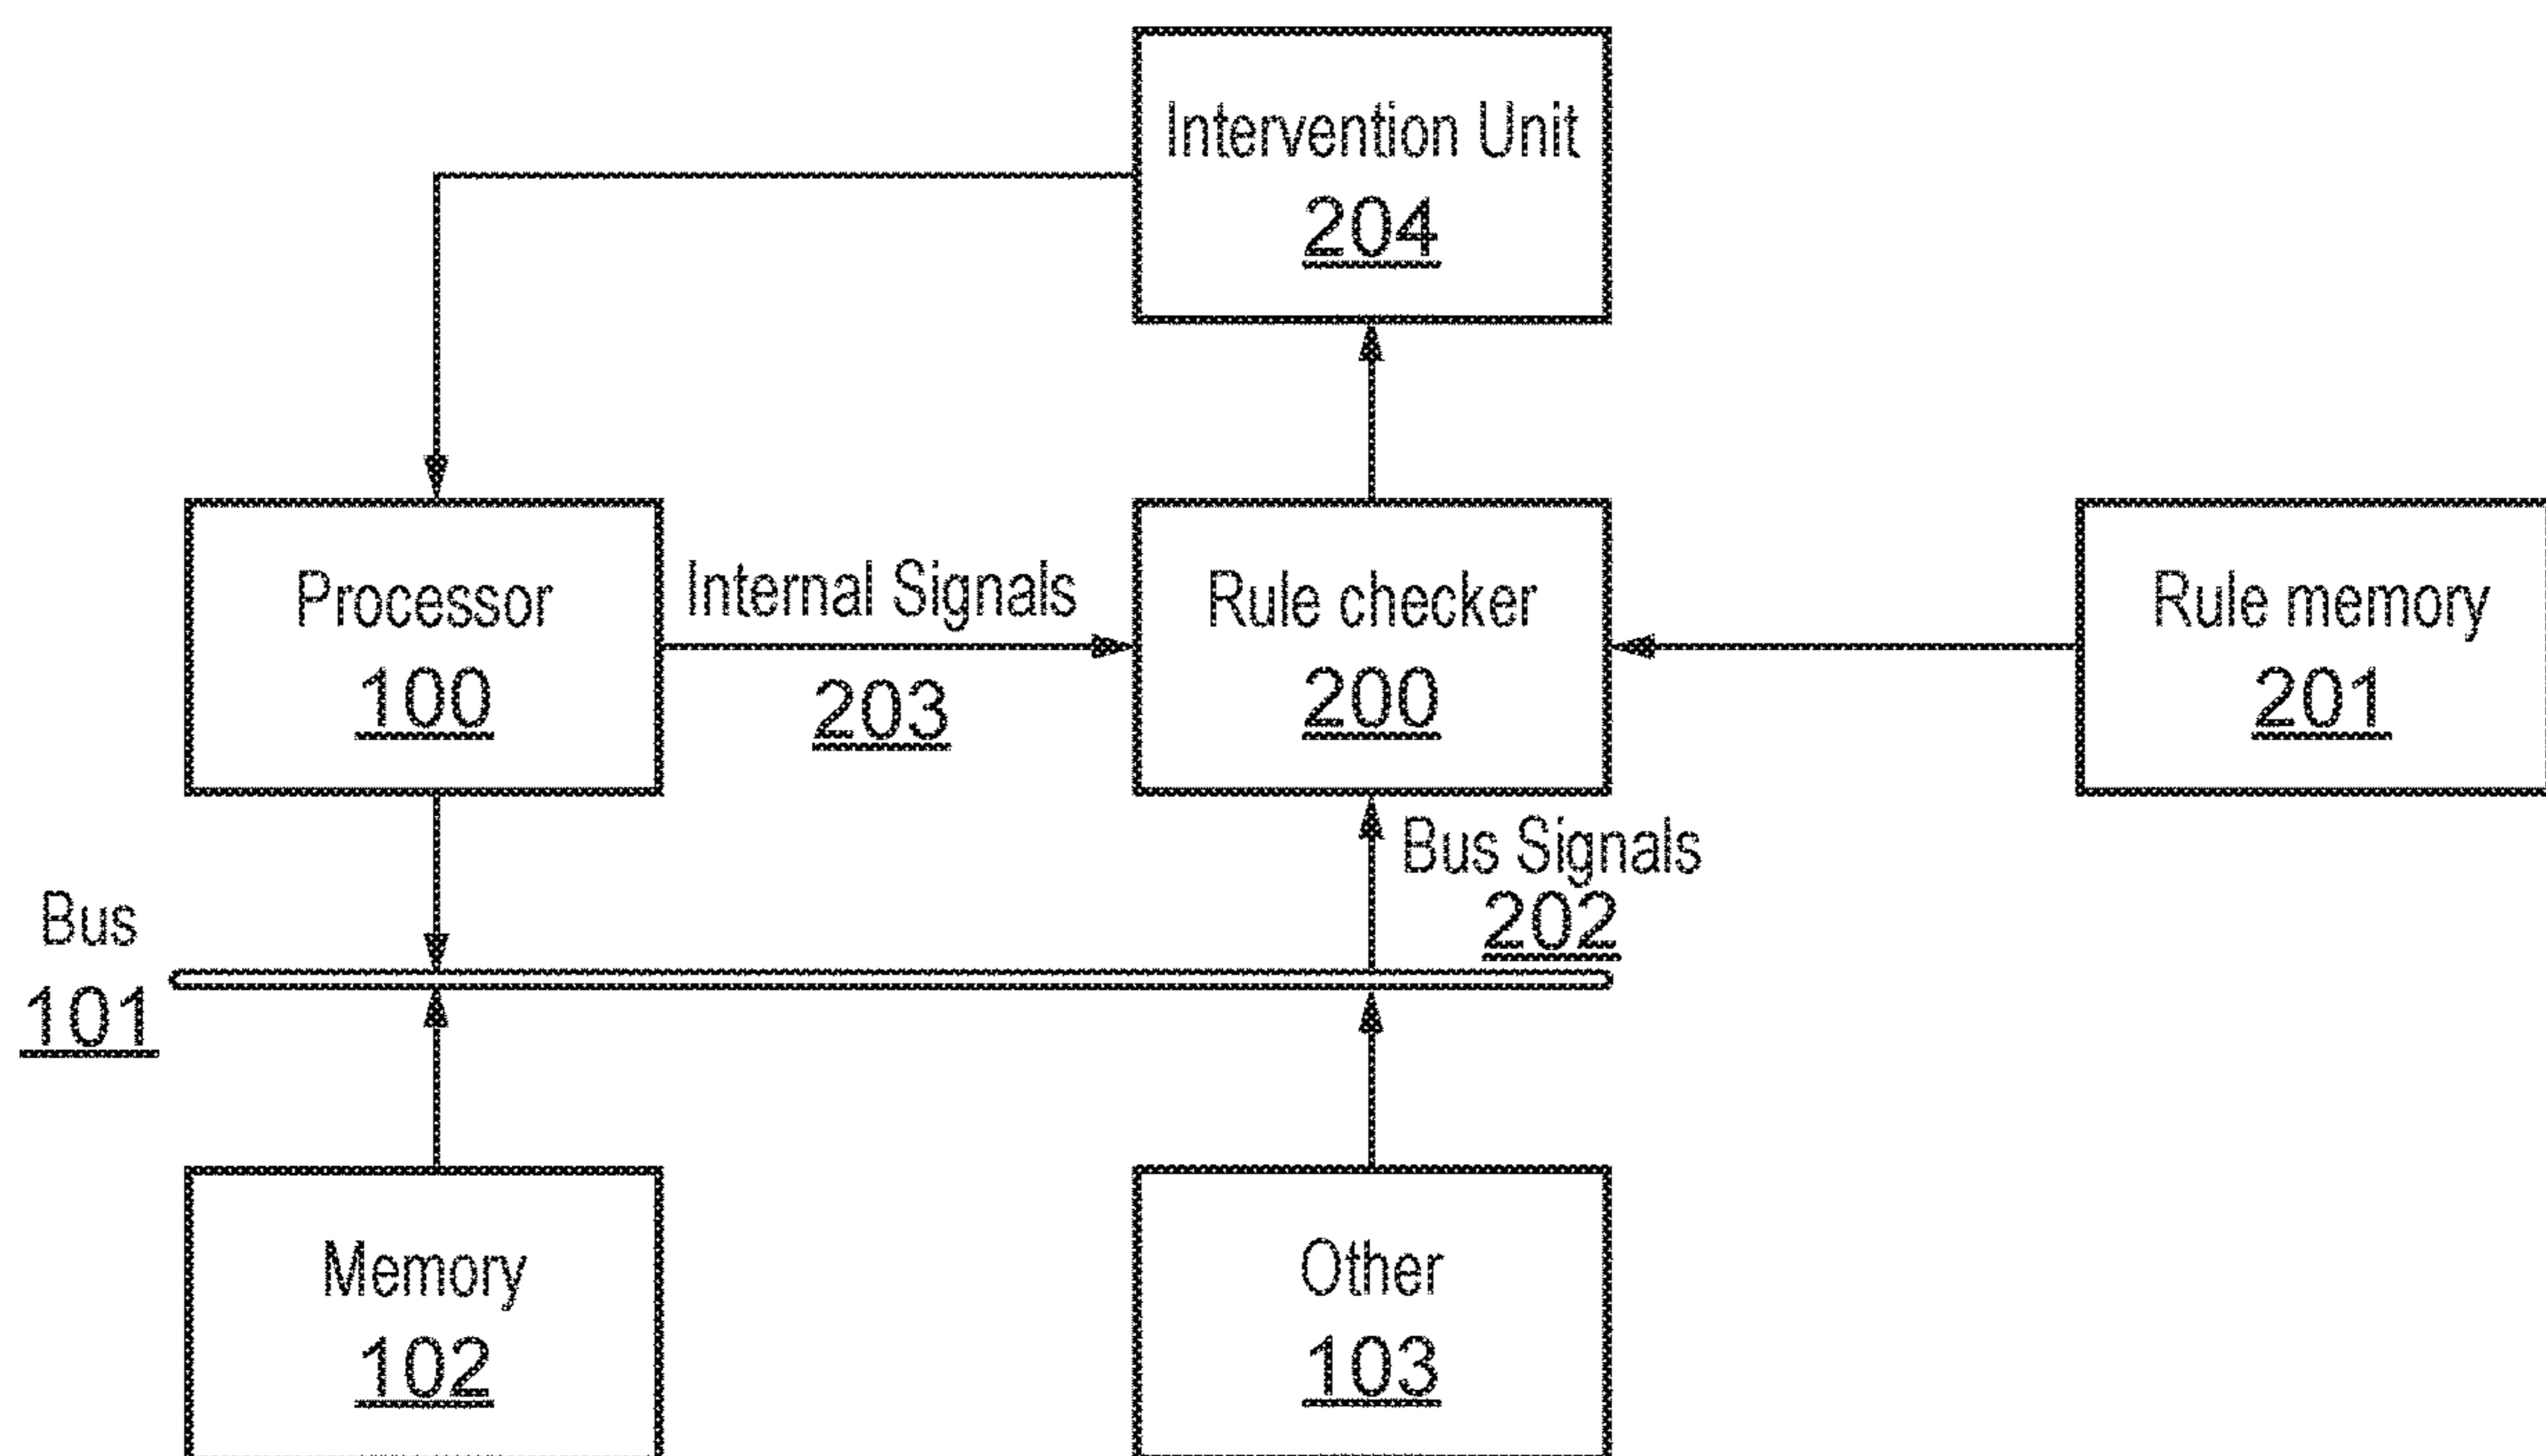 Intervention Unit
204
Processor
100
Internal Signals
203
Rule checker
200
Rule memory
201
Bus Signals
202
Bus
101
Memory
102
Other
103